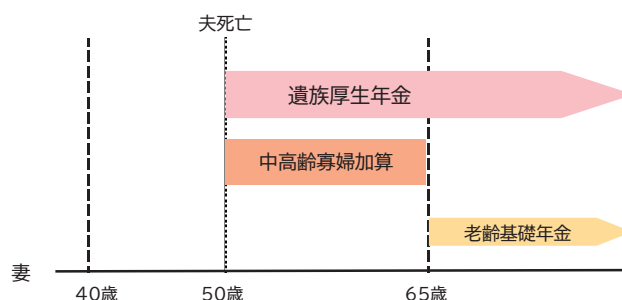 夫死亡
遺族厚生年金
中高齢寡婦加算
老齢基礎年金
妻
40歳 50歳 65歳